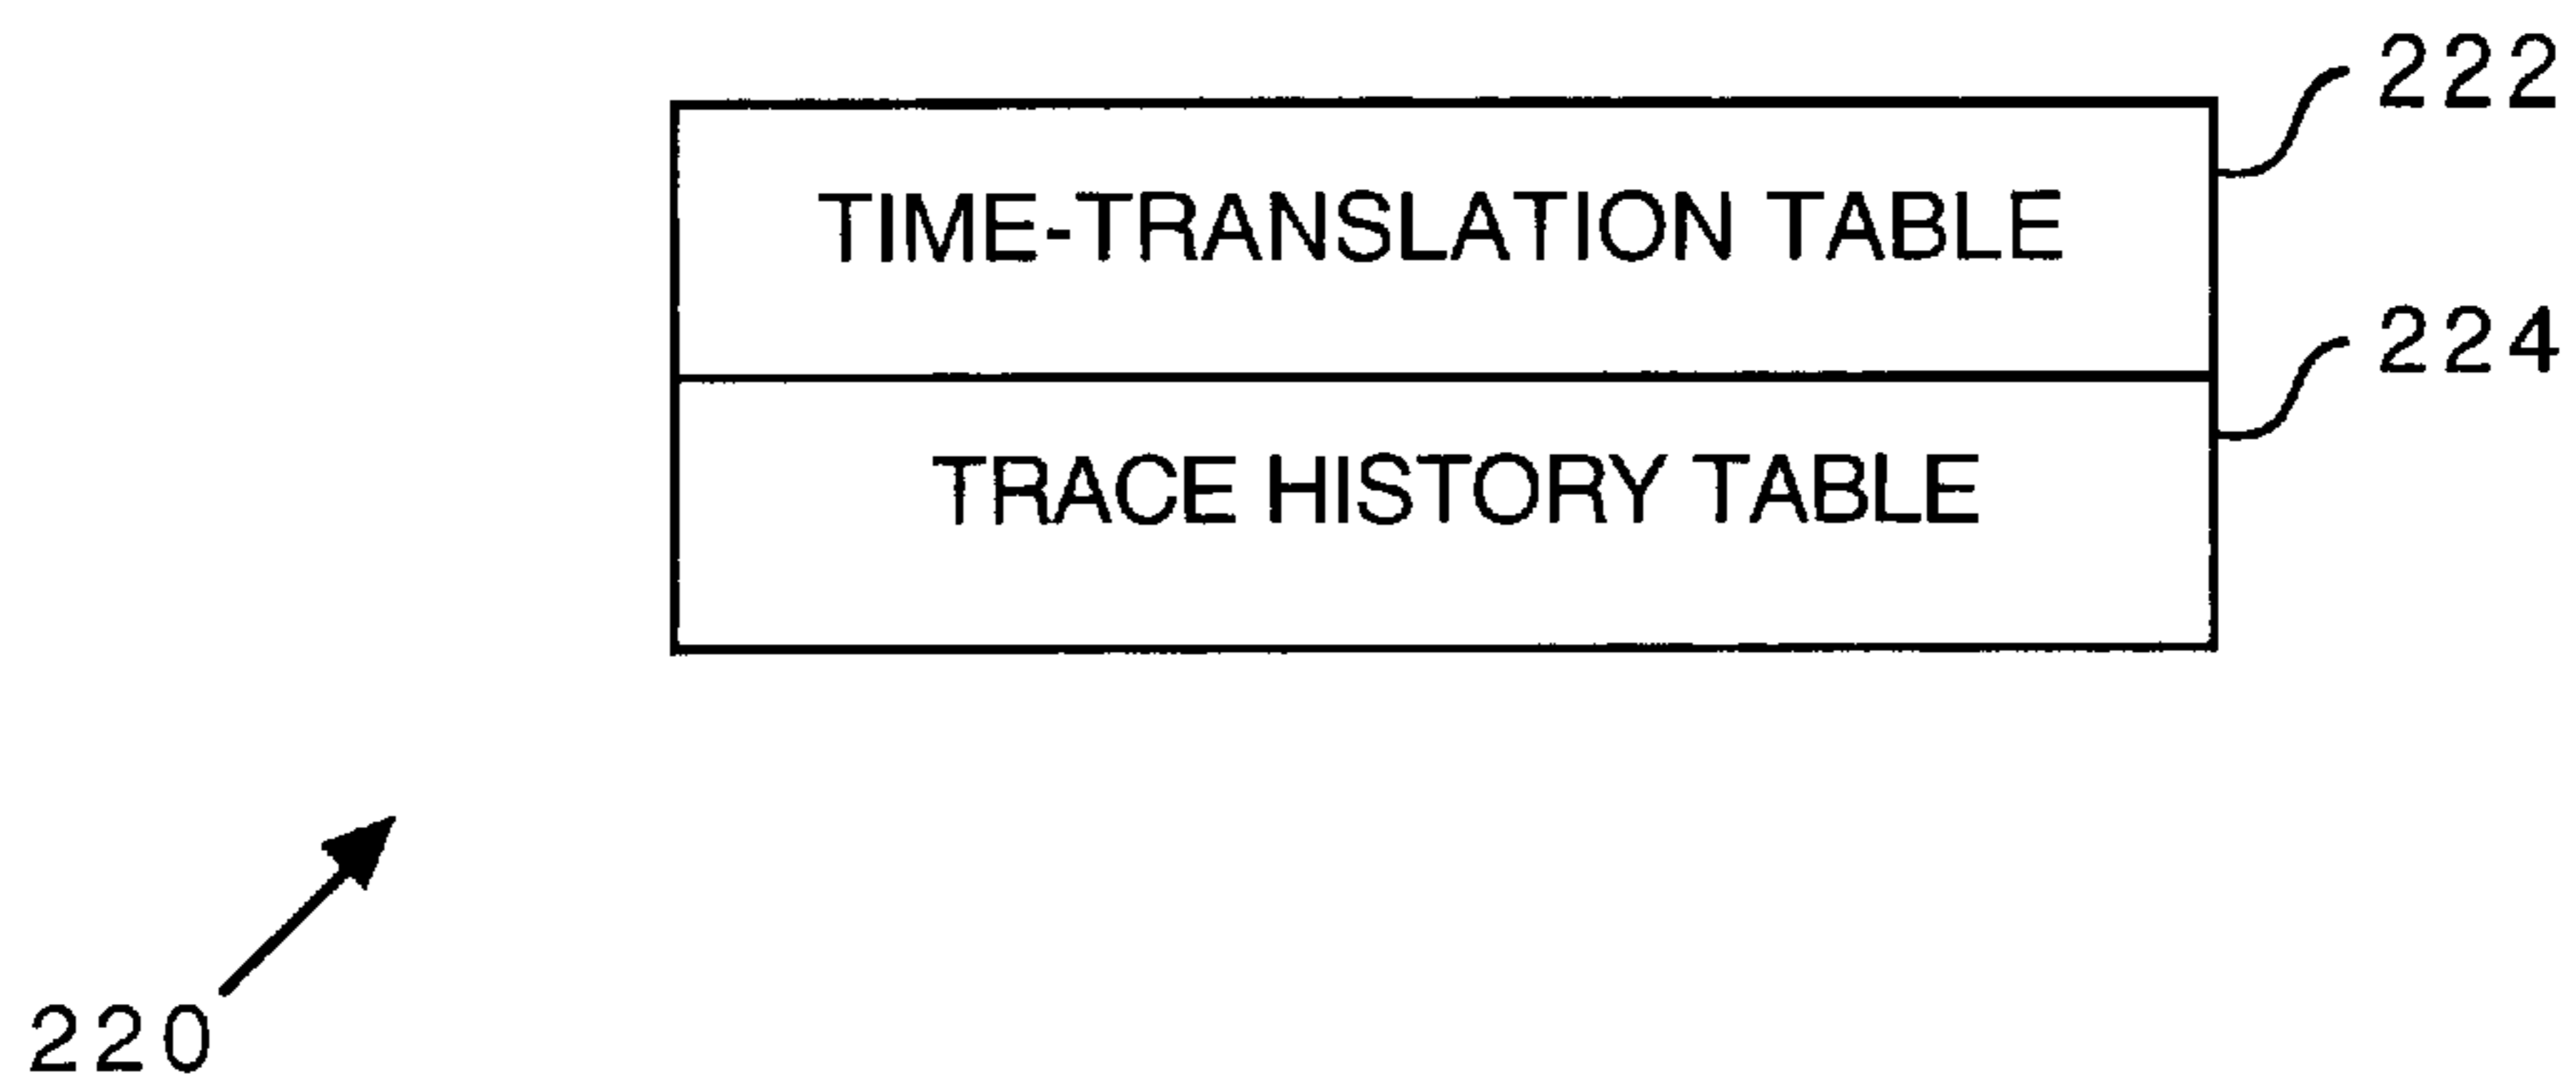 222
TIME-TRANSLATION TABLE
224
TRACE HISTORY TABLE
220